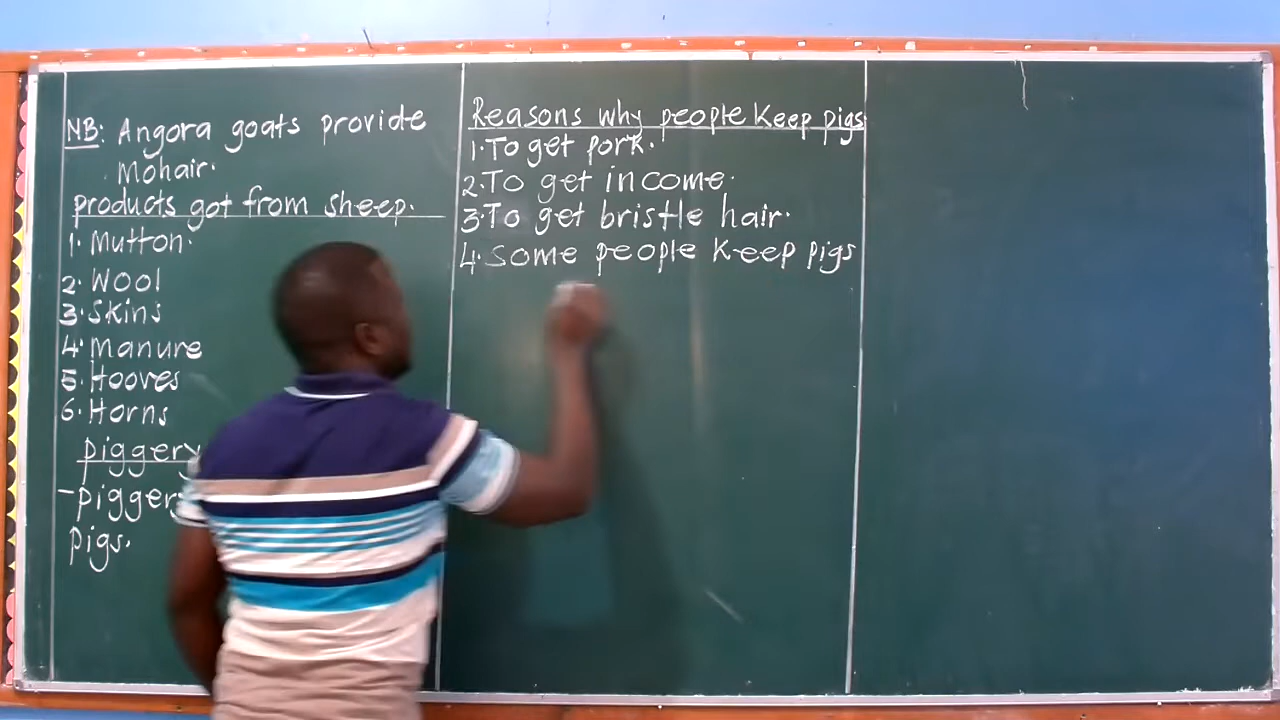 NB: Angora goats provide
Mohair.
products got from sheep.
1. Mutton.
2. Wool
3. Skins
4. Manure
5. Hooves
6. Horns
piggery
- piggery
pigs.
Reasons why people keep pigs
1. To get pork.
2. To get income.
3. To get bristle hair.
4. Some people keep pigs